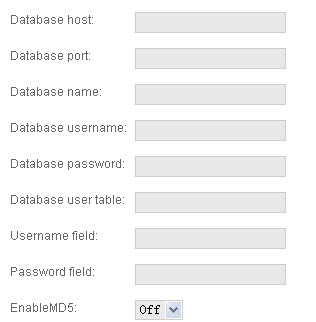 Database host:
Database port:
Database name:
Database username:
Database password:
Database user table:
Username field:
Password field:
EnableMD5: Off